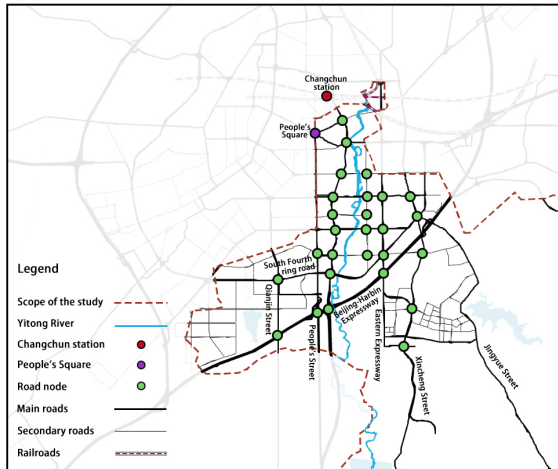 Changchun
station
People's
Square
South Fourth
ring road
Qianjin Street
People's Street
Beijing-Harbin
Expressway
Eastern Expressway
Xincheng Street
Jingyue Street
Legend
Scope of the study
Yitong River
Changchun station
People's Square
Road node
Main roads
Secondary roads
Railroads